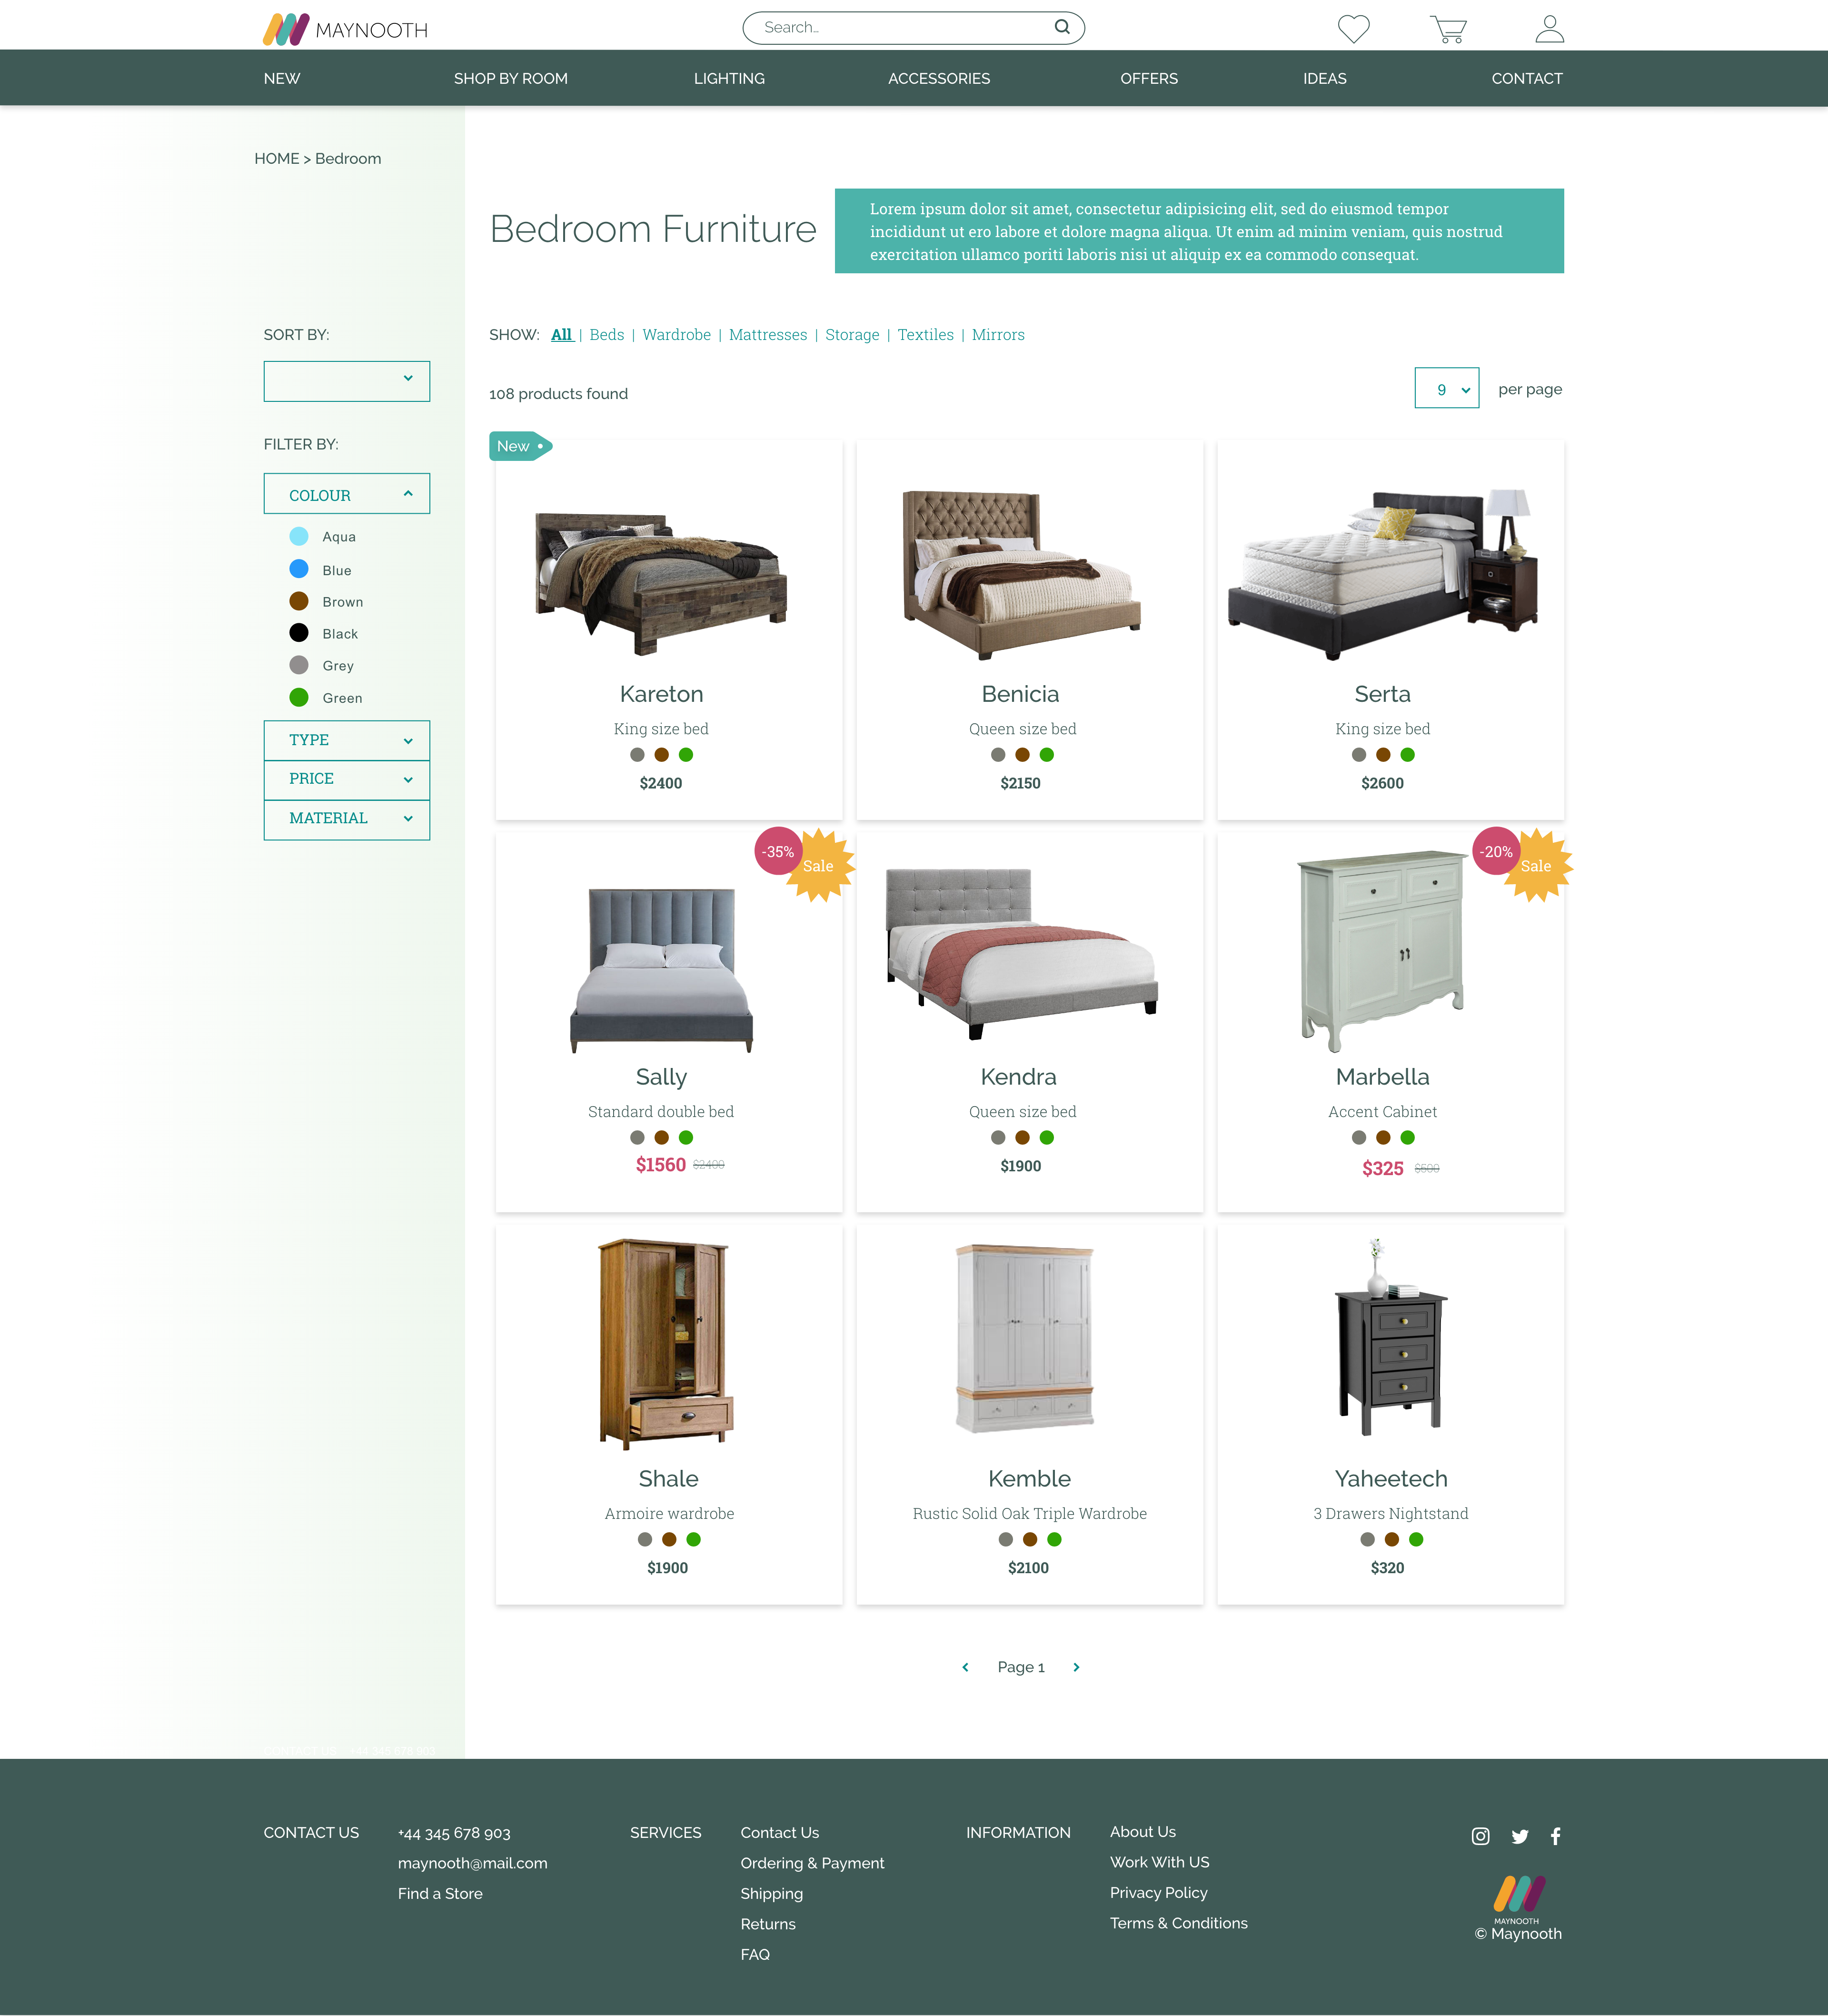 MAYNOOTH
Search...
NEW SHOP BY ROOM LIGHTING ACCESSORIES OFFERS IDEAS CONTACT
HOME > Bedroom
Bedroom Furniture
Lorem ipsum dolor sit amet, consectetur adipisicing elit, sed do eiusmod tempor
incididunt ut ero labore et dolore magna aliqua. Ut enim ad minim veniam, quis nostrud
exercitation ullamco poriti laboris nisi ut aliquip ex ea commodo consequat.
SORT BY:
FILTER BY:
COLOUR
Aqua
Blue
Brown
Black
Grey
Green
TYPE
PRICE
MATERIAL
SHOW: All | Beds | Wardrobe | Mattresses | Storage | Textiles | Mirrors
108 products found
9 per page
New
Kareton
King size bed
$2400
Benicia
Queen size bed
$2150
Serta
King size bed
$2600
-35% Sale
Sally
Standard double bed
$1560 $2400
Kendra
Queen size bed
$1900
-20% Sale
Marbella
Accent Cabinet
$325 $500
Shale
Armoire wardrobe
$1900
Kemble
Rustic Solid Oak Triple Wardrobe
$2100
Yaheetech
3 Drawers Nightstand
$320
< Page 1 >
CONTACT US
+44 345 678 903
maynooth@mail.com
Find a Store
SERVICES
Contact Us
Ordering & Payment
Shipping
Returns
FAQ
INFORMATION
About Us
Work With US
Privacy Policy
Terms & Conditions
MAYNOOTH
© Maynooth